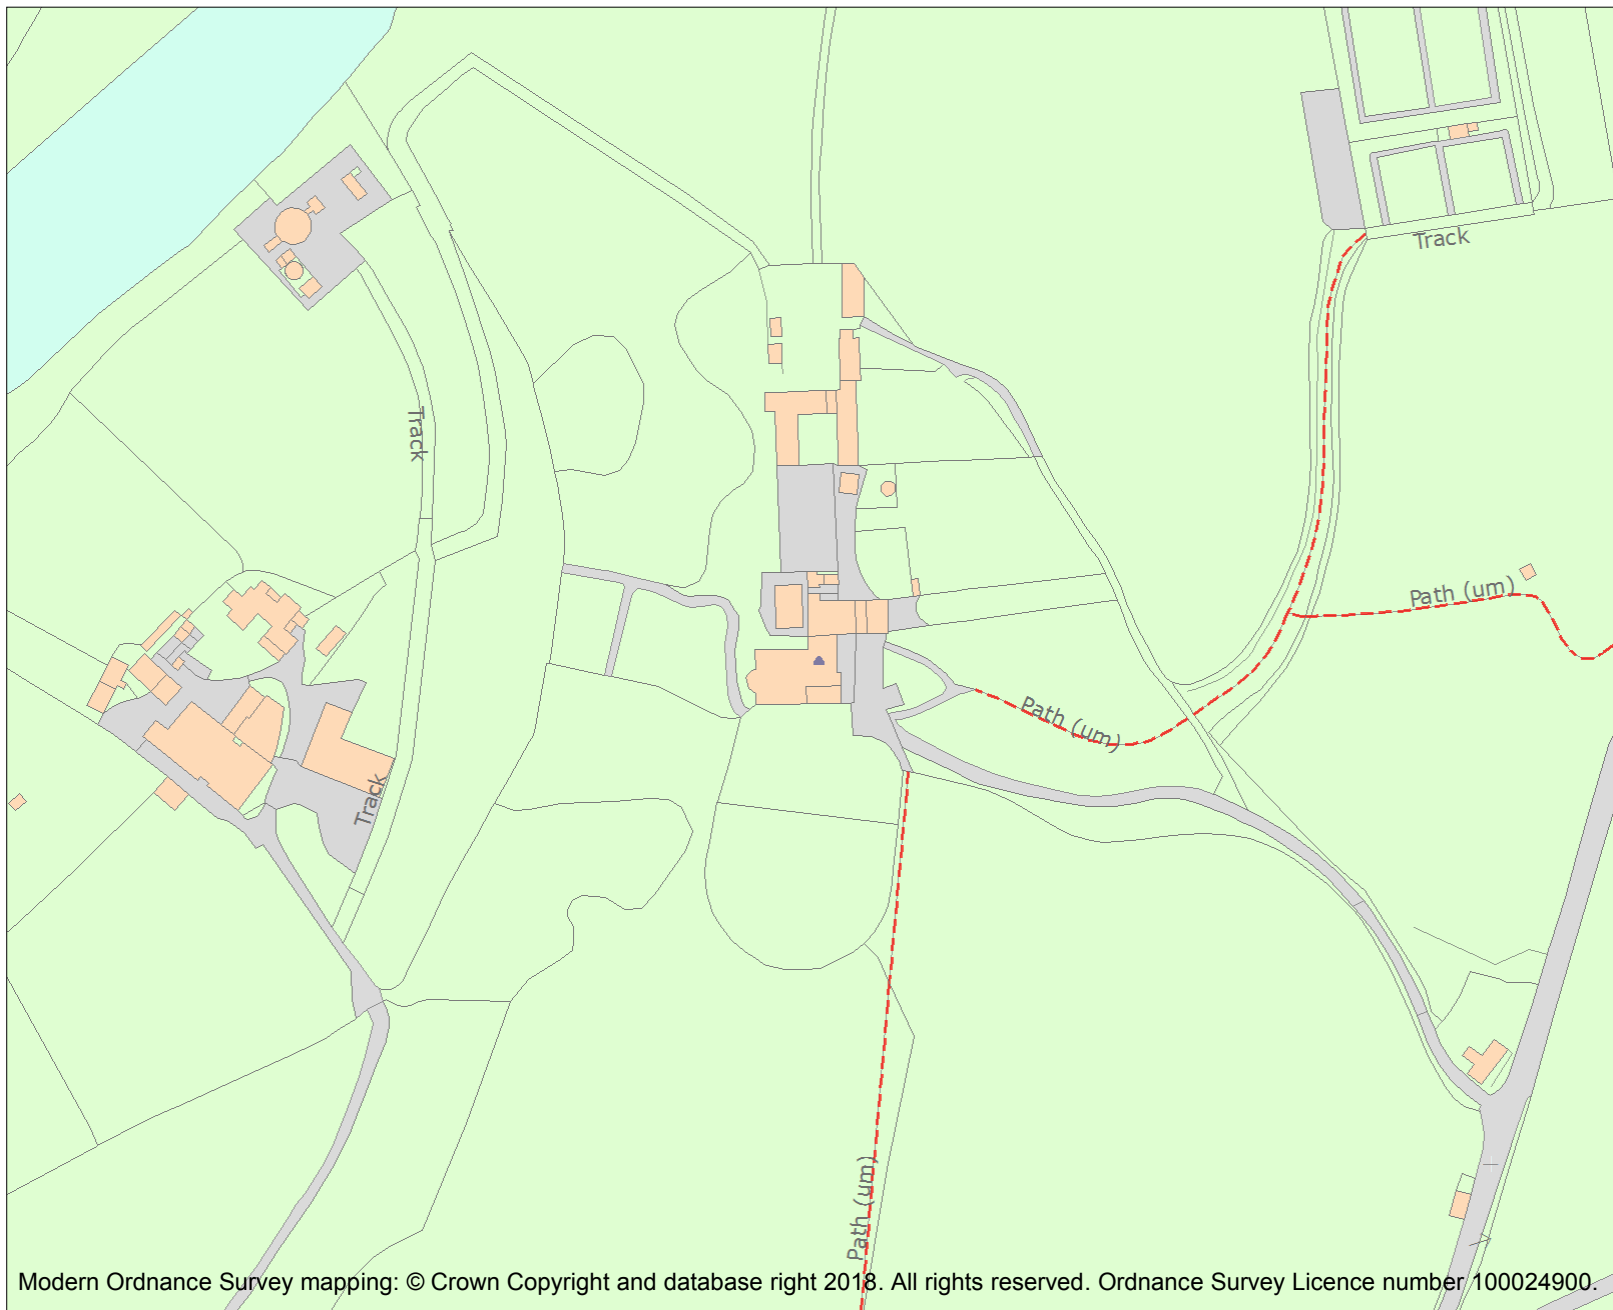 Track
Track
Path (um)
Path (um)
Track
Path (um)
Modern Ordnance Survey mapping: © Crown Copyright and database right 2018. All rights reserved. Ordnance Survey Licence number 100024900.